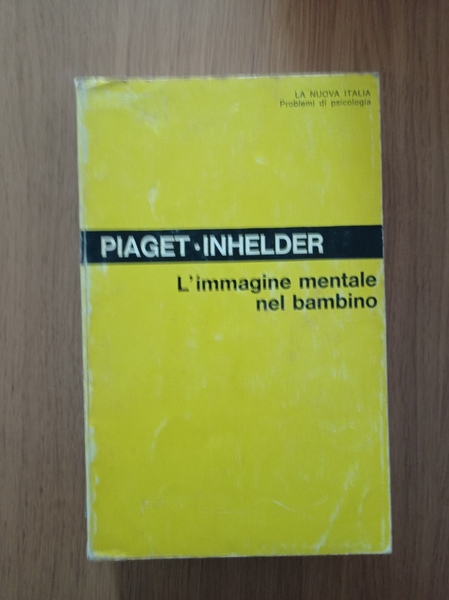 LA NUOVA ITALIA
Problemi di psicologia
PIAGET•INHELDER
L'immagine mentale
nel bambino